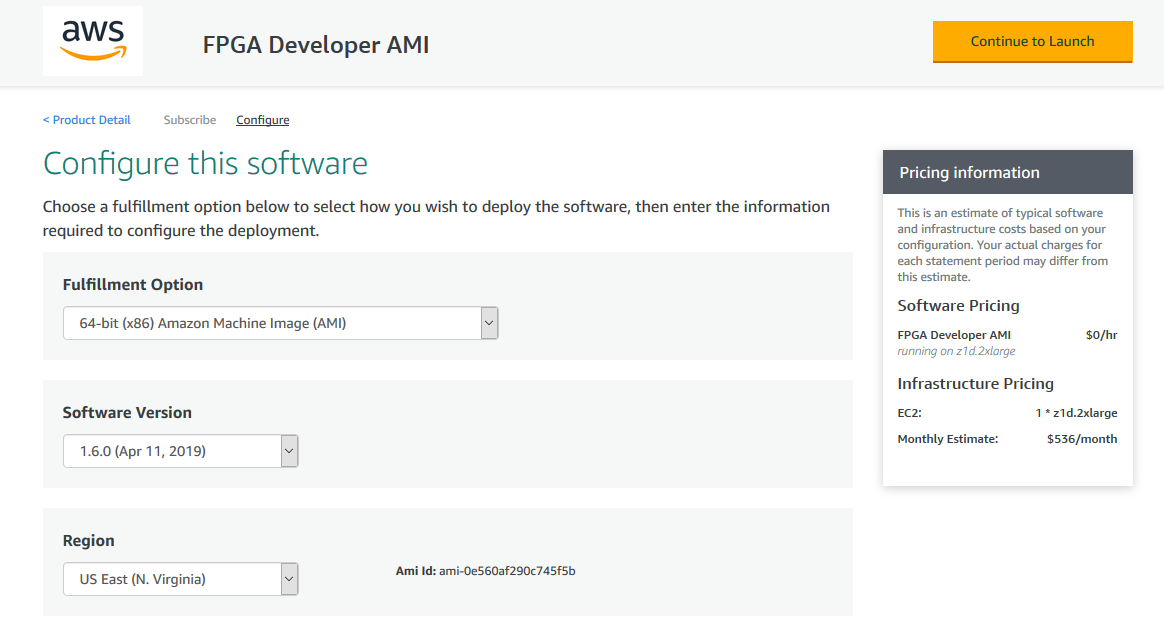 aws
FPGA Developer AMI
Continue to Launch
< Product Detail
Subscribe
Configure
Configure this software
Choose a fulfillment option below to select how you wish to deploy the software, then enter the information
required to configure the deployment.
Fulfillment Option
64-bit (x86) Amazon Machine Image (AMI)
Software Version
1.6.0 (Apr 11, 2019)
Region
US East (N. Virginia)
Ami Id: ami-0e560af290c745f5b
Pricing information
This is an estimate of typical software
and infrastructure costs based on your
configuration. Your actual charges for
each statement period may differ from
this estimate.
Software Pricing
FPGA Developer AMI $0/hr
running on z1d.2xlarge
Infrastructure Pricing
EC2: 1 * z1d.2xlarge
Monthly Estimate: $536/month